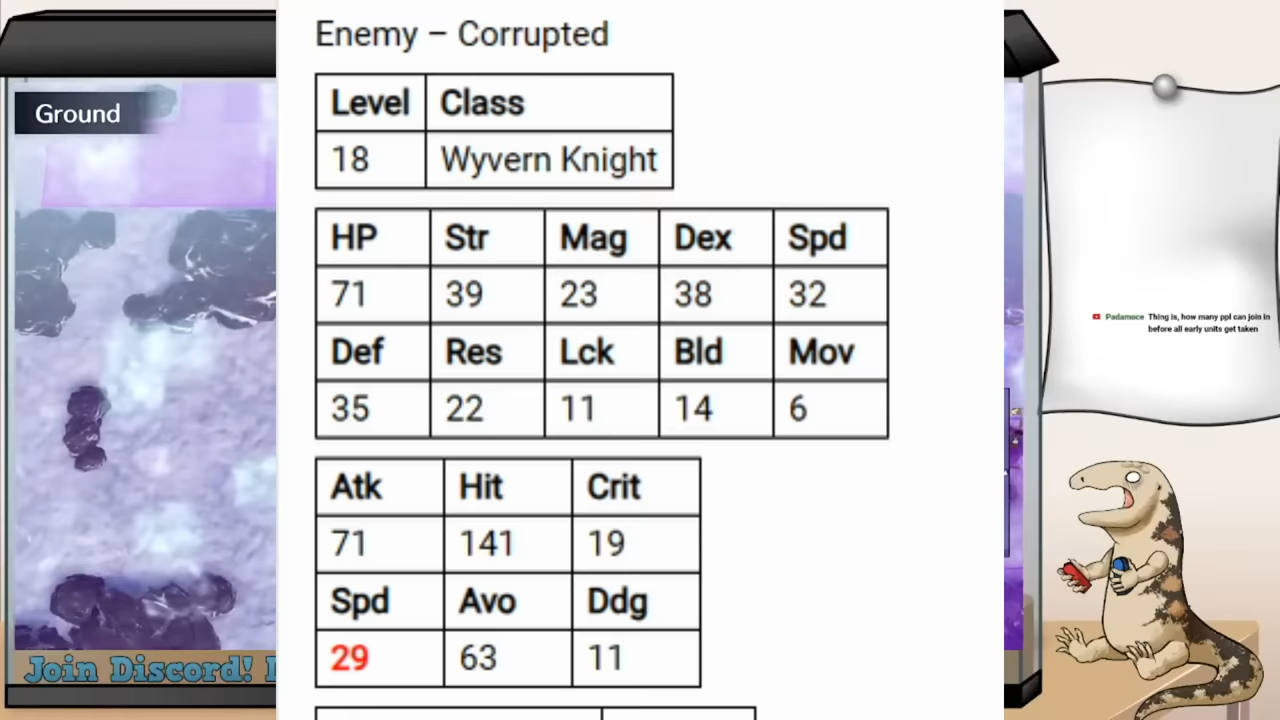 Enemy – Corrupted
Ground
Level Class
18 Wyvern Knight
HP Str Mag Dex Spd
71 39 23 38 32
Def Res Lck Bld Mov
35 22 11 14 6
Atk Hit Crit
71 141 19
Spd Avo Ddg
29 63 11
Padamoce Thing is, how many ppl can join in
before all early units get taken
Join Discord!